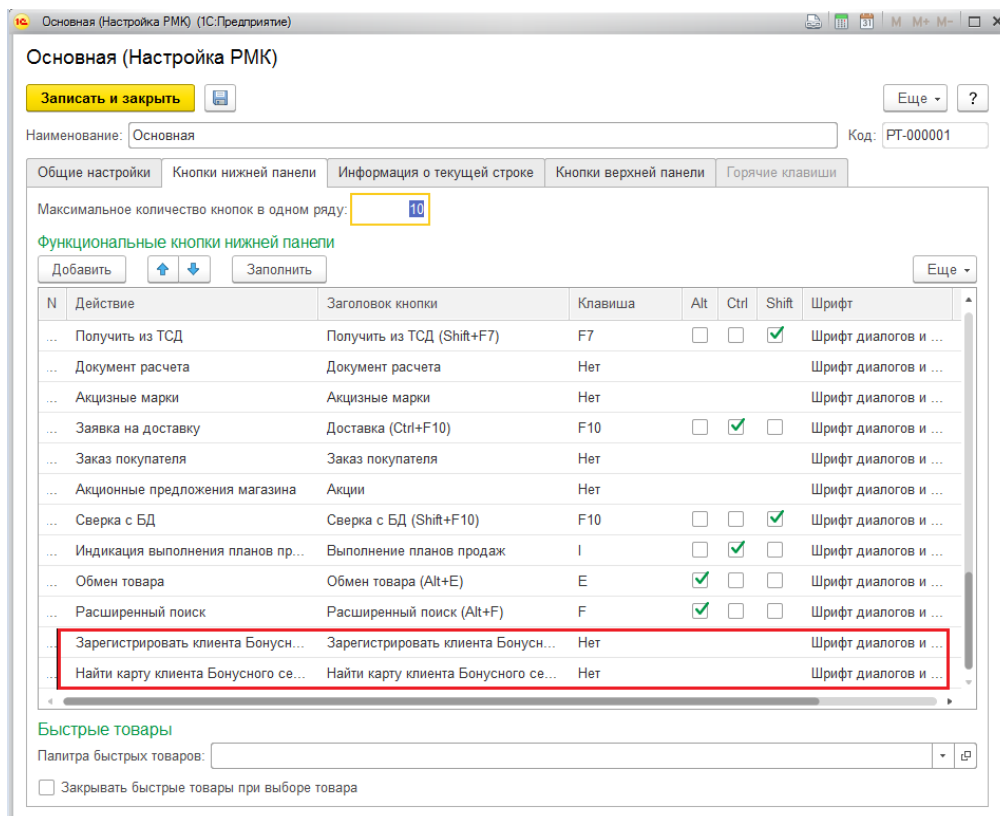 Основная (Настройка РМК) (1С:Предприятие) 31 M M+ M-
Основная (Настройка РМК)
Записать и закрыть Еще ?
Наименование: Основная Код: РТ-000001
Общие настройки Кнопки нижней панели Информация о текущей строке Кнопки верхней панели Горячие клавиши
Максимальное количество кнопок в одном ряду: 10
Функциональные кнопки нижней панели
Добавить Заполнить Еще
N Действие Заголовок кнопки Клавиша Alt Ctrl Shift Шрифт
... Получить из ТСД Получить из ТСД (Shift+F7) F7 Шрифт диалогов и ...
... Документ расчета Документ расчета Нет Шрифт диалогов и ...
... Акцизные марки Акцизные марки Нет Шрифт диалогов и ...
... Заявка на доставку Доставка (Ctrl+F10) F10 Шрифт диалогов и ...
... Заказ покупателя Заказ покупателя Нет Шрифт диалогов и ...
... Акционные предложения магазина Акции Нет Шрифт диалогов и ...
... Сверка с БД Сверка с БД (Shift+F10) F10 Шрифт диалогов и ...
... Индикация выполнения планов пр... Выполнение планов продаж I Шрифт диалогов и ...
... Обмен товара Обмен товара (Alt+E) E Шрифт диалогов и ...
... Расширенный поиск Расширенный поиск (Alt+F) F Шрифт диалогов и ...
... Зарегистрировать клиента Бонусн... Зарегистрировать клиента Бонусн... Нет Шрифт диалогов и ...
... Найти карту клиента Бонусного се... Найти карту клиента Бонусного се... Нет Шрифт диалогов и ...
Быстрые товары
Палитра быстрых товаров:
Закрывать быстрые товары при выборе товара